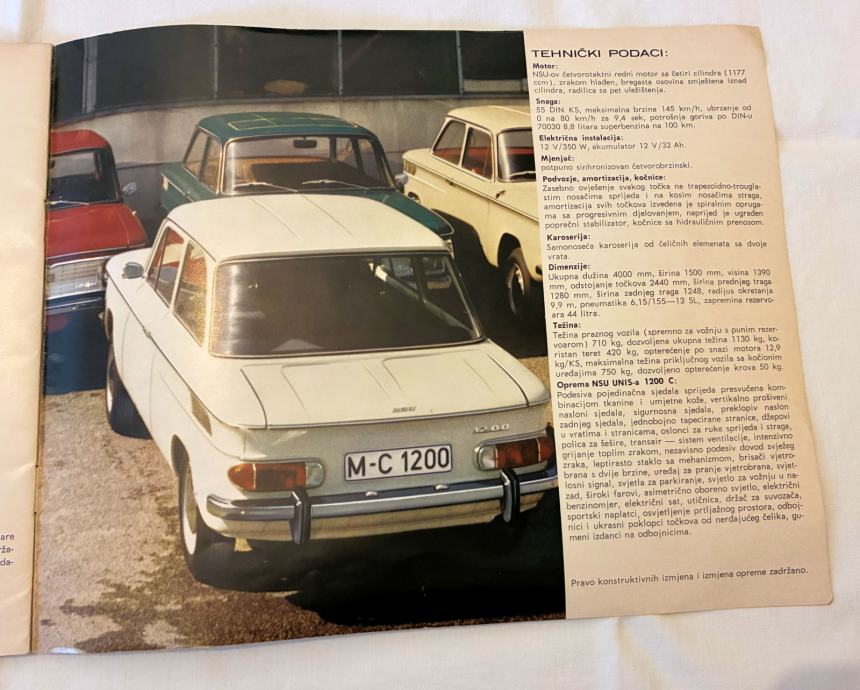 are
ža-
da-
NSU
1200
M-C 1200
TEHNIČKI PODACI:
Motor:
NSU-ov četvorotaktni redni motor sa četiri cilindra (1177
ccm), zrakom hlađen, bregasta osovina smještena iznad
cilindra, radilica sa pet uležištenja.
Snaga:
55 DIN KS, maksimalna brzina 145 km/h, ubrzanje od
0 na 80 km/h za 9,4 sek, potrošnja goriva po DIN-u
70030 8,8 litara superbenzina na 100 km.
Električna instalacija:
12 V/350 W, akumulator 12 V/32 Ah.
Mjenjač:
potpuno sinhronizovan četverobrzinski.
Podvozje, amortizacija, kočnice:
Zasebno ovješenje svakog točka na trapezoidno-trougla-
stim nosačima sprijeda i na kosim nosačima straga,
amortizacija svih točkova izvedena je spiralnim opruga-
ma sa progresivnim djelovanjem, naprijed je ugrađen
poprečni stabilizator, kočnice sa hidrauličnim prenosom.
Karoserija:
Samonoseća karoserija od čeličnih elemenata sa dvoje
vrata.
Dimenzije:
Ukupna dužina 4000 mm, širina 1500 mm, visina 1390
mm, odstojanje točkova 2440 mm, širina prednjeg traga
1280 mm, širina zadnjeg traga 1248, radijus okretanja
9,9 m, pneumatika 6,15/155—13 SL, zapremina rezervo-
ara 44 litra.
Težina:
Težina praznog vozila (spremno za vožnju s punim rezer-
voarom) 710 kg, dozvoljena ukupna težina 1130 kg, ko-
ristan teret 420 kg, opterećenje po snazi motora 12,9
kg/KS, maksimalna težina priključnog vozila sa kočionim
uređajima 750 kg, dozvoljeno opterećenje krova 50 kg.
Oprema NSU UNIS-a 1200 C:
Podesiva pojedinačna sjedala sprijeda presvučena kom-
binacijom tkanine i umjetne kože, vertikalno prošiveni
nasloni sjedala, sigurnosna sjedala, preklopiv naslon
zadnjeg sjedala, jednobojno tapecirane stranice, džepovi
u vratima i stranicama, oslonci za ruke sprijeda i straga,
polica za šešire, transair — sistem ventilacije, intenzivno
grijanje toplim zrakom, nezavisno podesiv dovod svježeg
zraka, leptirasto staklo sa mehanizmom, brisači vjetro-
brana s dvije brzine, uređaj za pranje vjetrobrana, svjet-
losni signal, svjetla za parkiranje, svjetlo za vožnju u na-
zad, široki farovi, asimetrično oboreno svjetlo, električni
benzinomjer, električni sat, utičnica, držač za suvozača,
sportski naplatci, osvjetljenje prtljažnog prostora, odboj-
nici i ukrasni poklopci točkova od nerđajućeg čelika, gu-
meni izdanci na odbojnicima.
Pravo konstruktivnih izmjena i izmjena opreme zadržano.